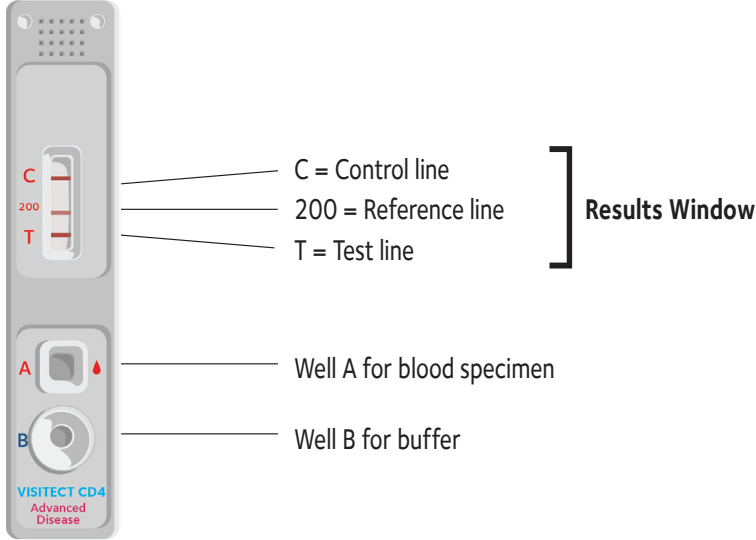 C
200
T
C = Control line
200 = Reference line
T = Test line
Results Window
A
Well A for blood specimen
B
Well B for buffer
VISITECT CD4
Advanced
Disease